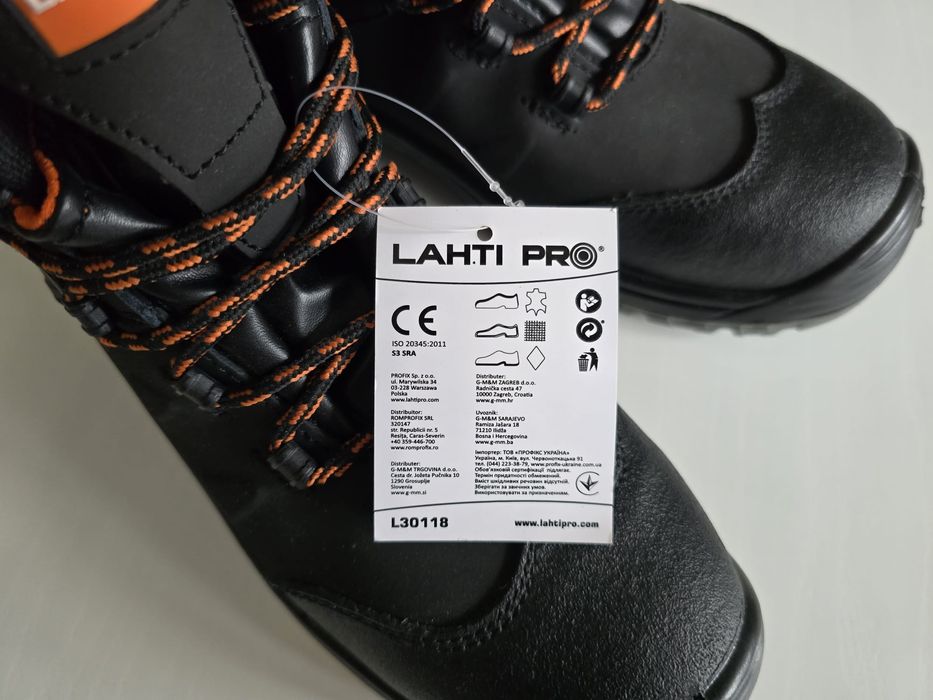 LAHTI PRO®
CE
ISO 20345:2011
S3 SRA
PROFIX Sp. z o.o.
ul. Marywilska 34
03-228 Warszawa
Polska
www.lahtipro.com
Distribuitor:
ROMPROFIX SRL
320147
str. Republicii nr. 5
Reșița, Caras-Severin
+40 359-446-700
www.romprofix.ro
Distributer:
G-M&M TRGOVINA d.o.o.
Cesta dr. Jožeta Pučnika 10
1290 Grosuplje
Slovenia
www.g-mm.si
Distributer:
G-M&M ZAGREB d.o.o.
Radnička cesta 47
10000 Zagreb, Croatia
www.g-mm.hr
Uvoznik:
G-M&M SARAJEVO
Ramiza Jašara 18
71210 Ilidža
Bosna i Hercegovina
www.g-mm.ba
Імпортер: ТОВ «ПРОФІКС УКРАЇНА»
Україна, м. Київ, вул. Червоноткацька 91
тел. (044) 223-38-79, www.profix-ukraine.com.ua
Обов'язковій сертифікації підлягає.
Термін придатності обмежений.
Вміст шкідливих речовин відсутній.
Зберігати за звичних умов.
Використовувати за призначенням.
L30118
www.lahtipro.com